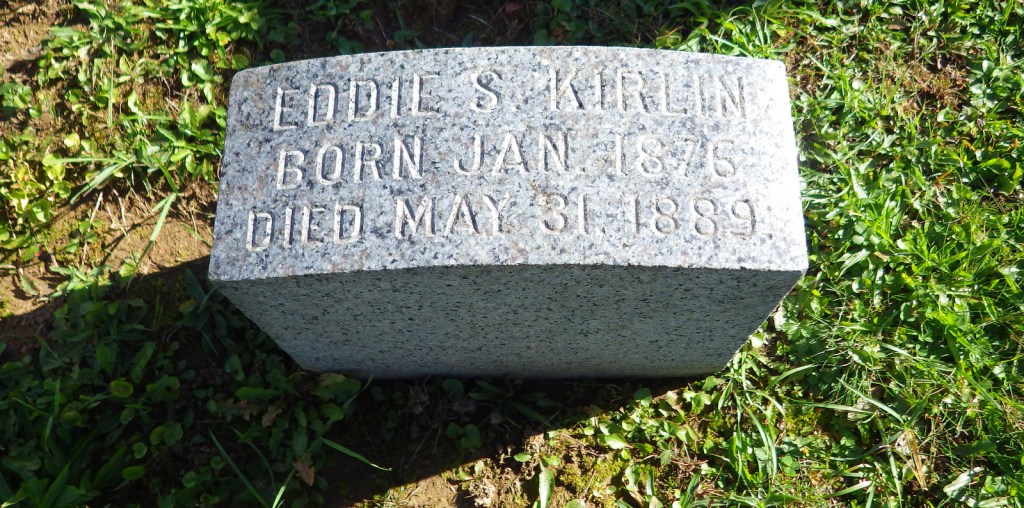 EDDIE S. KIRLIN
BORN JAN. 1876
DIED MAY 31, 1889.